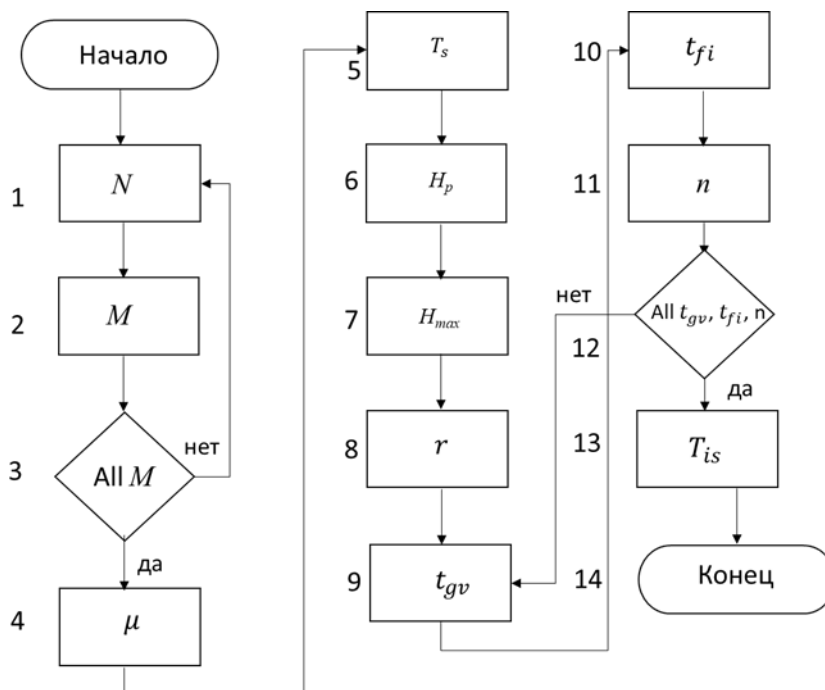 Начало
1
N
2
M
3
All M
нет
да
4
μ
5
T_s
6
H_p
7
H_max
8
r
9
t_gv
10
t_fi
11
n
нет
12
All t_gv, t_fi, n
да
13
T_is
14
Конец